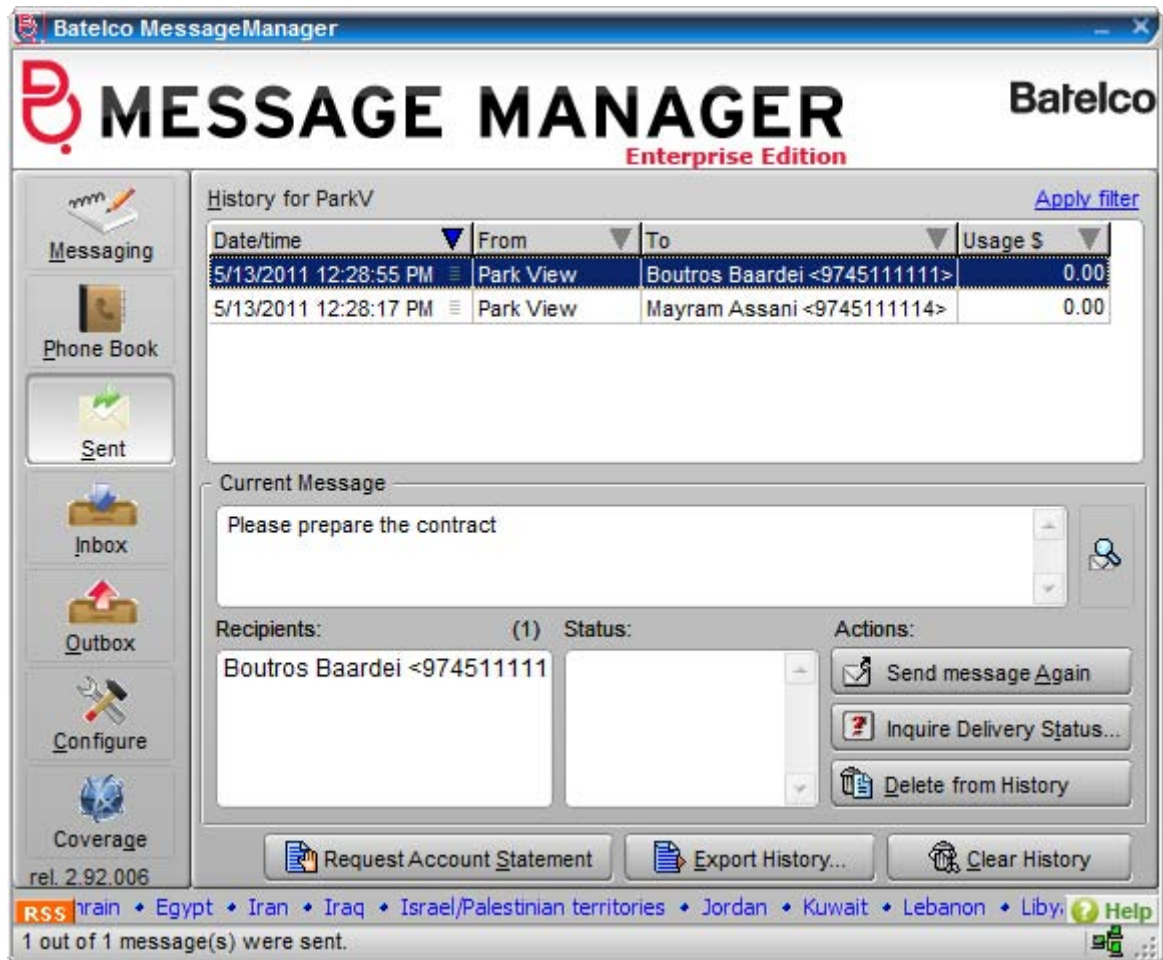 Batelco MessageManager
MESSAGE MANAGER
Enterprise Edition
Batelco
Messaging
Phone Book
Sent
Inbox
Outbox
Configure
Coverage
rel. 2.92.006
History for ParkV
Apply filter
Date/time From To Usage $
5/13/2011 12:28:55 PM Park View Boutros Baardei <9745111111> 0.00
5/13/2011 12:28:17 PM Park View Mayram Assani <9745111114> 0.00
Current Message
Please prepare the contract
Recipients: (1) Status: Actions:
Boutros Baardei <974511111
Send message Again
Inquire Delivery Status...
Delete from History
Request Account Statement Export History... Clear History
RSS hrain • Egypt • Iran • Iraq • Israel/Palestinian territories • Jordan • Kuwait • Lebanon • Liby Help
1 out of 1 message(s) were sent.